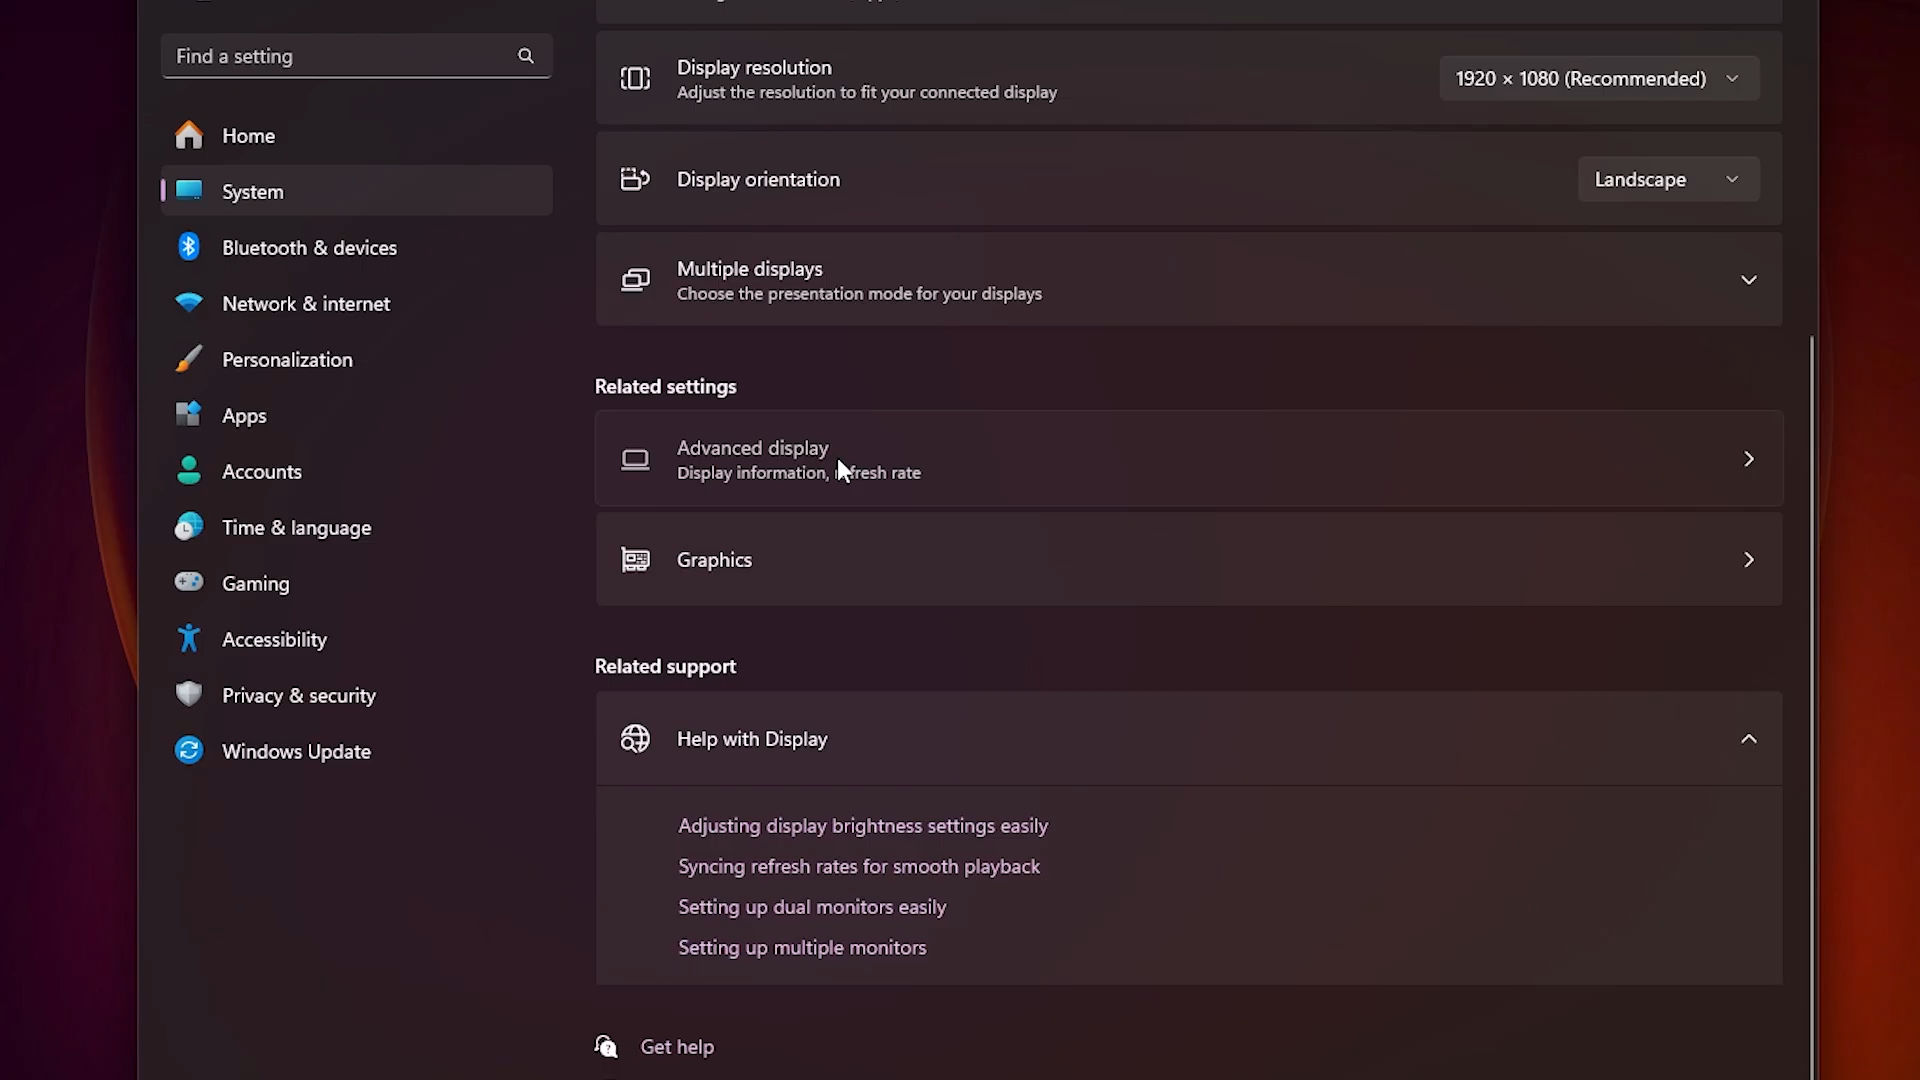 Find a setting
Home
System
Bluetooth & devices
Network & internet
Personalization
Apps
Accounts
Time & language
Gaming
Accessibility
Privacy & security
Windows Update
Display resolution
Adjust the resolution to fit your connected display
1920 × 1080 (Recommended)
Display orientation
Landscape
Multiple displays
Choose the presentation mode for your displays
Related settings
Advanced display
Display information, refresh rate
Graphics
Related support
Help with Display
Adjusting display brightness settings easily
Syncing refresh rates for smooth playback
Setting up dual monitors easily
Setting up multiple monitors
Get help